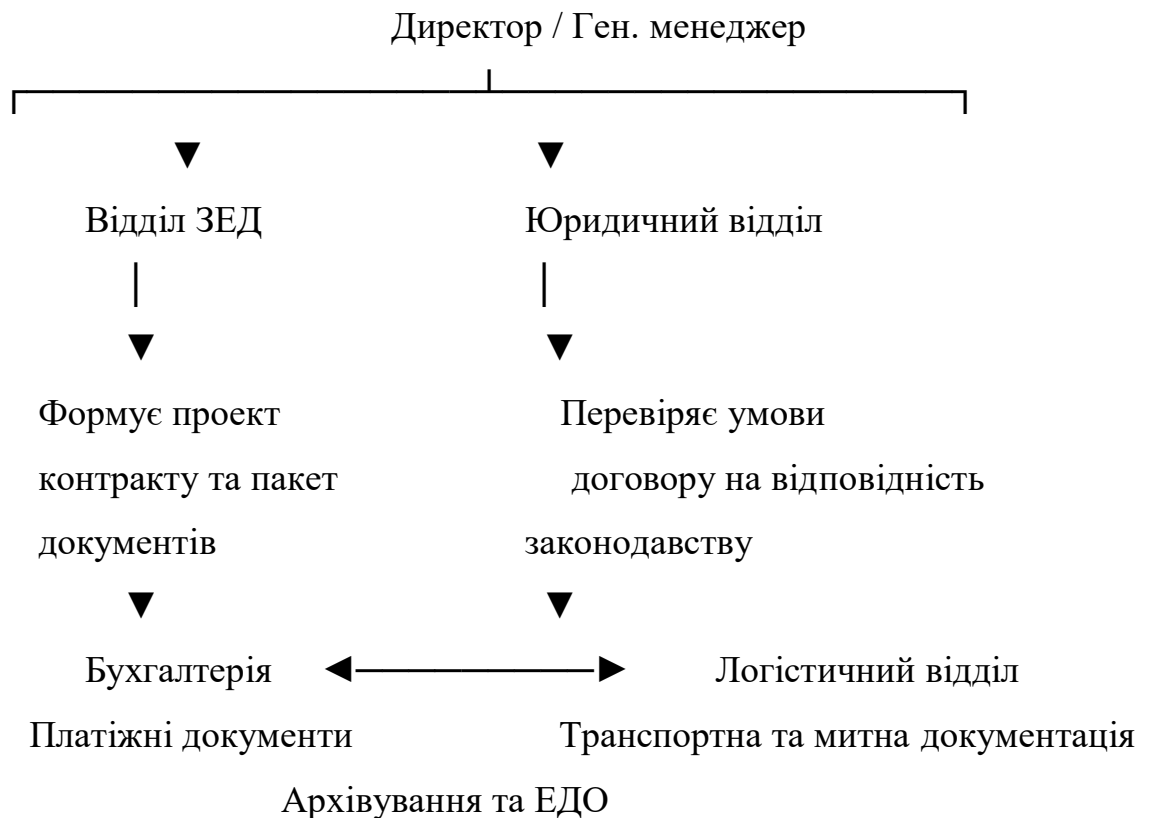 Директор / Ген. менеджер
Відділ ЗЕД Юридичний відділ
Формує проект Перевіряє умови
контракту та пакет договору на відповідність
документів законодавству
Бухгалтерія Логістичний відділ
Платіжні документи Транспортна та митна документація
Архівування та ЕДО